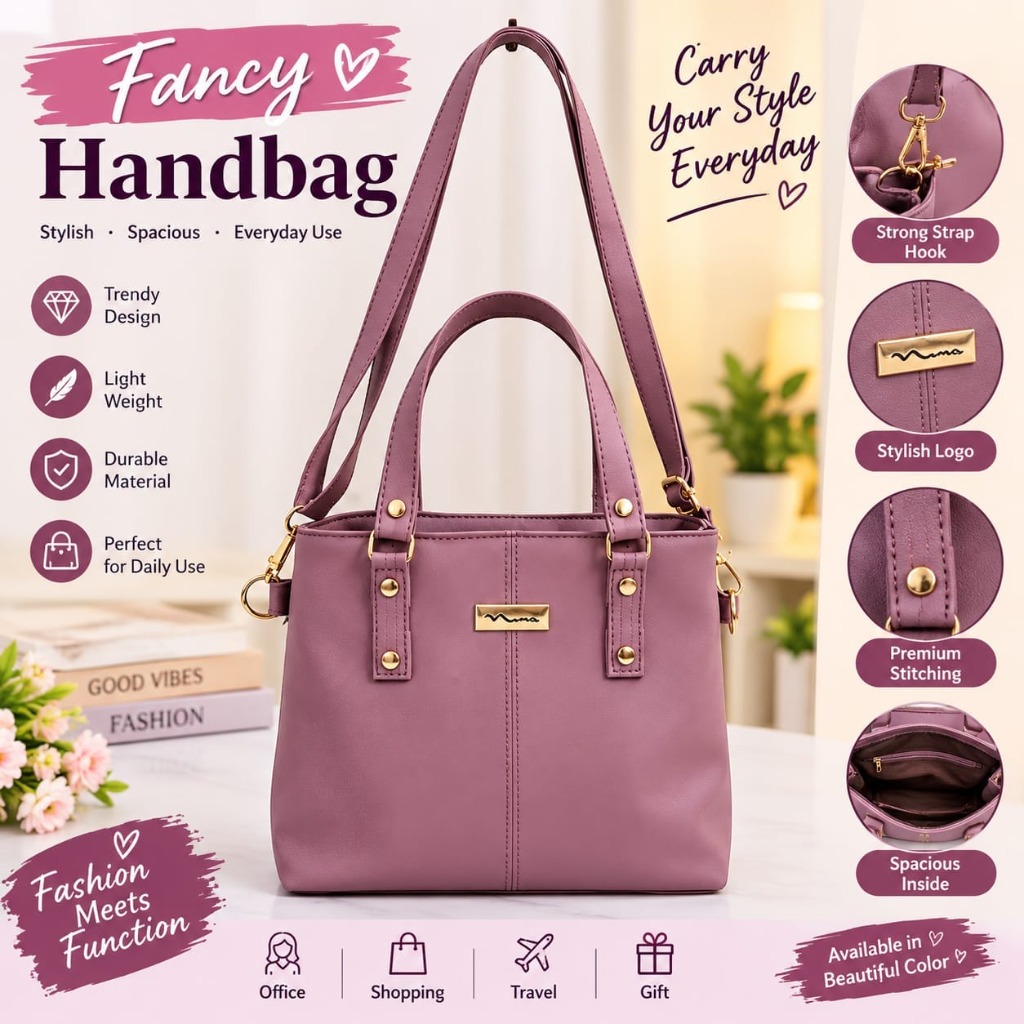 Fancy
Handbag
Stylish · Spacious · Everyday Use
Trendy
Design
Light
Weight
Durable
Material
Perfect
for Daily Use
Carry
Your Style
Everyday
Strong Strap
Hook
Stylish Logo
Premium
Stitching
Spacious
Inside
GOOD VIBES
FASHION
Fashion
Meets
Function
Office
Shopping
Travel
Gift
Available in
Beautiful Color